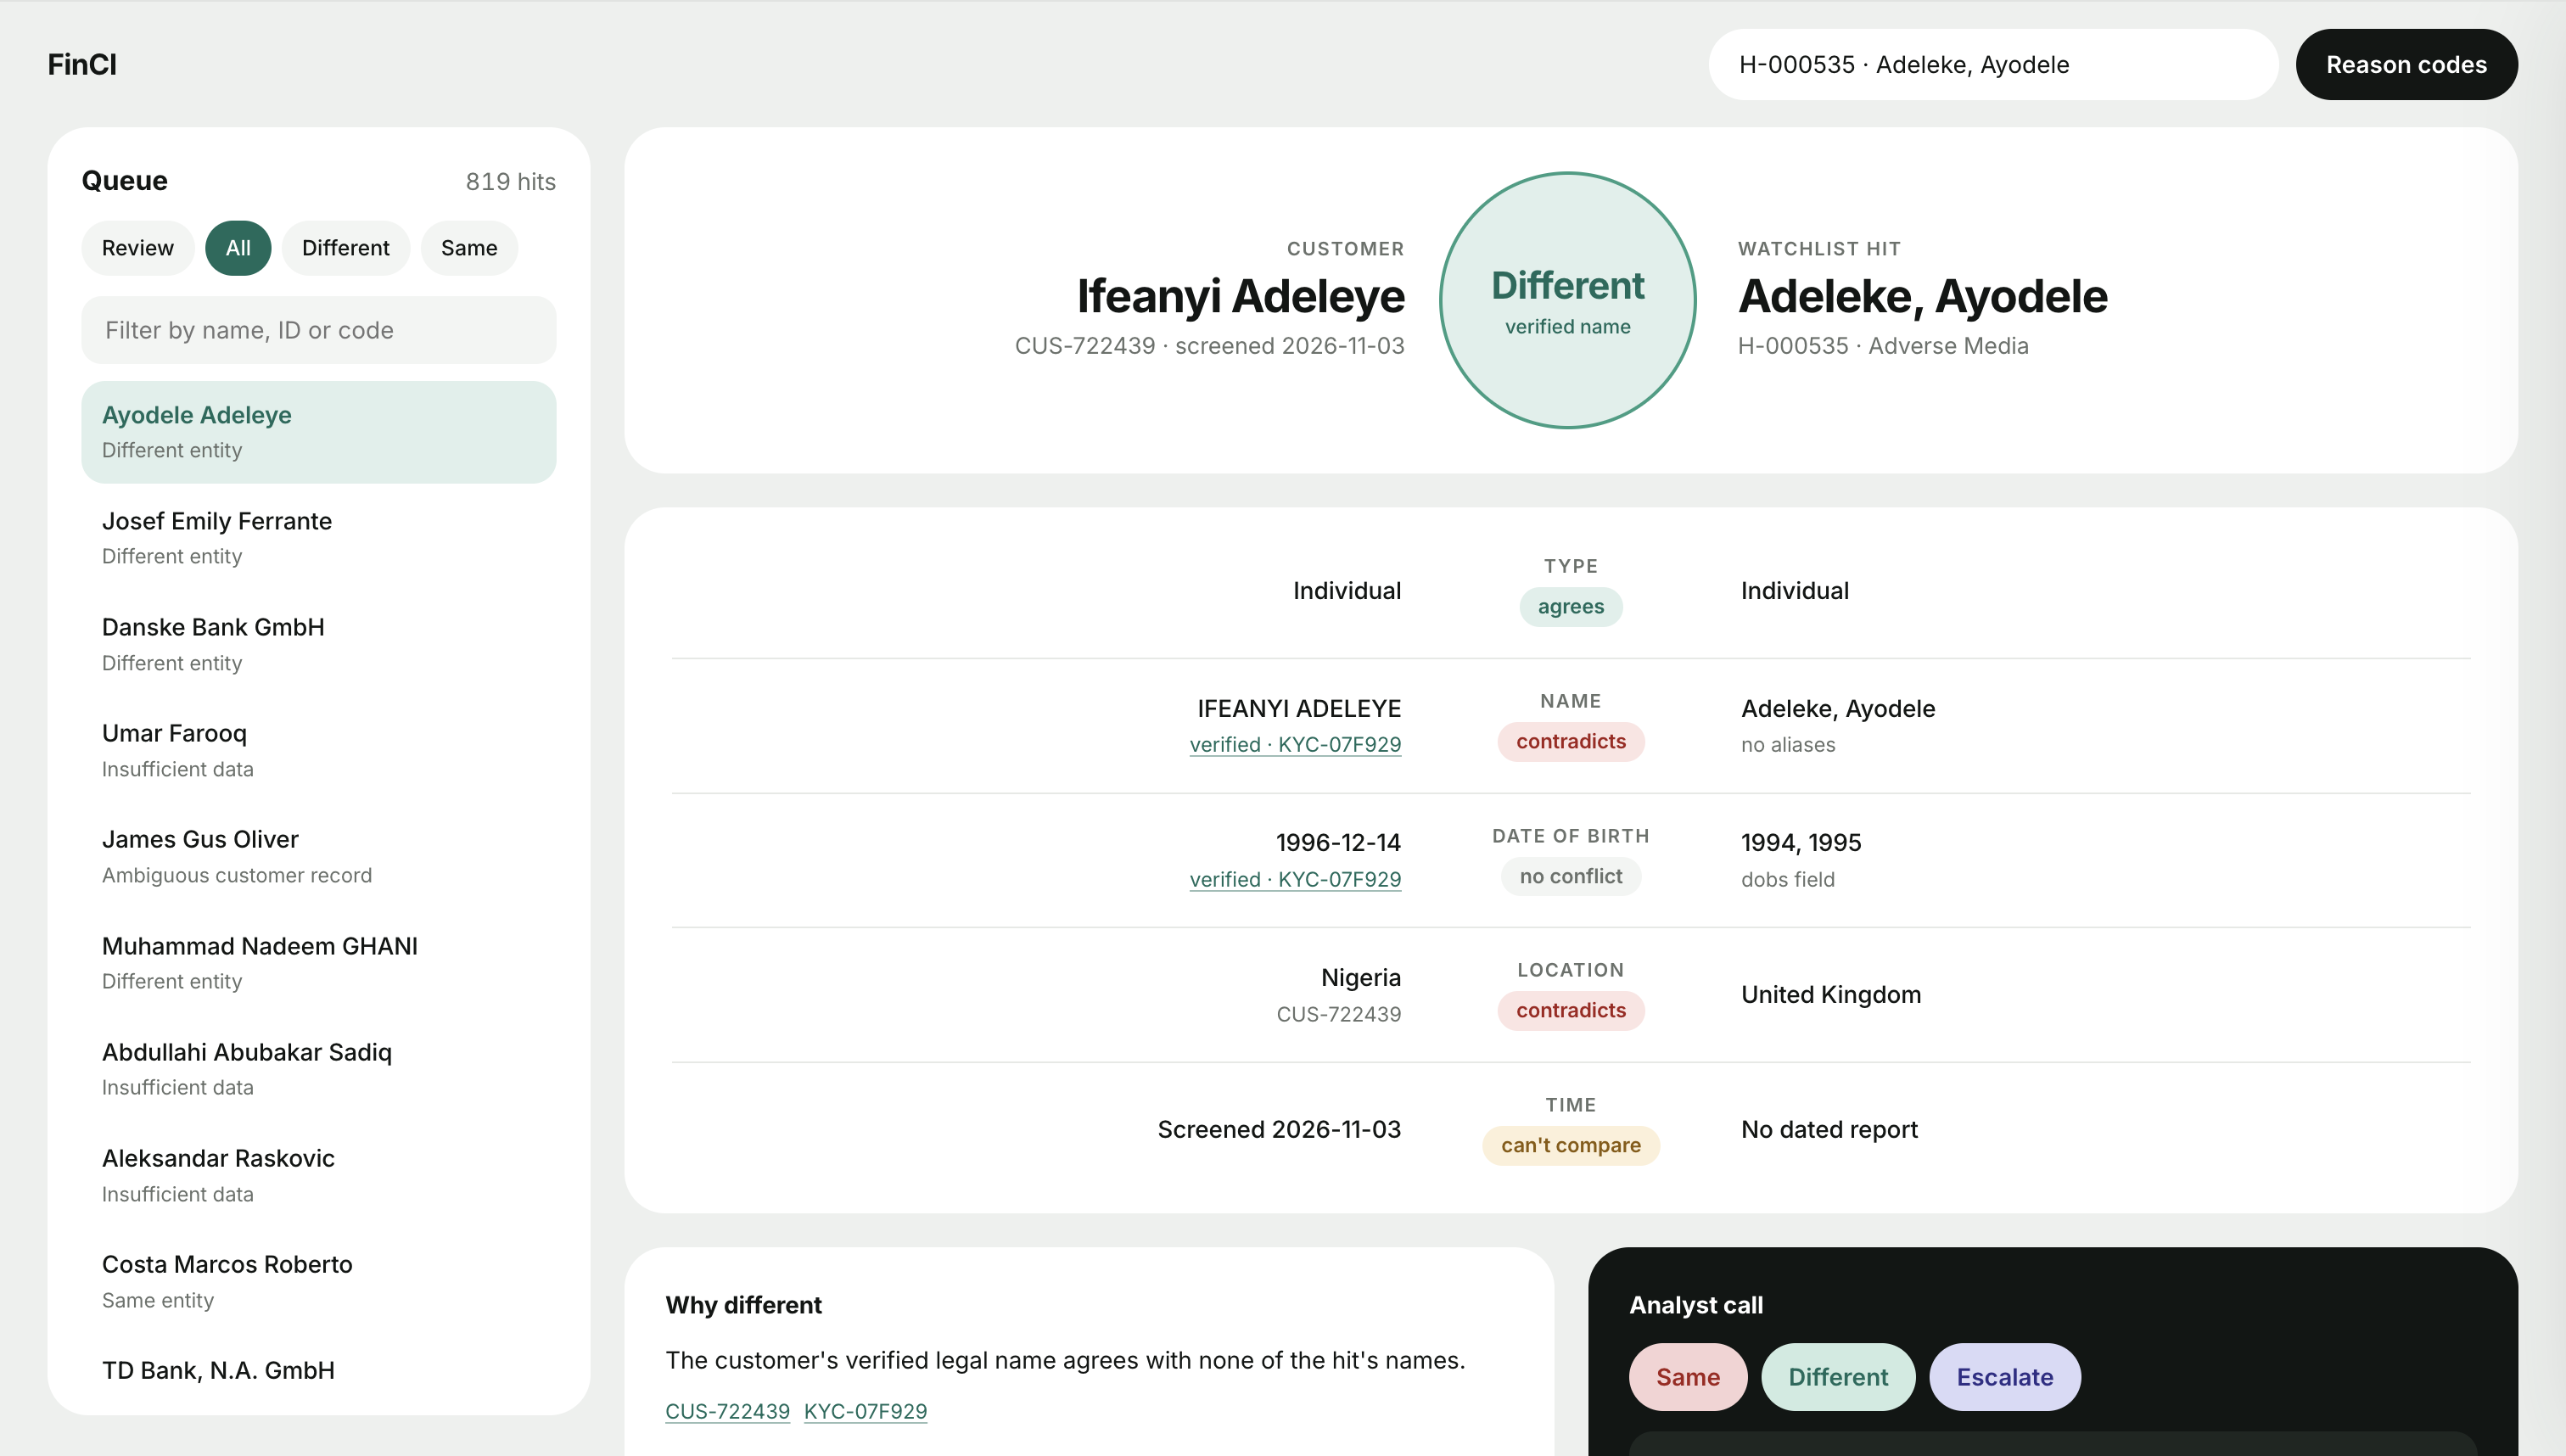 FinCl
H-000535 · Adeleke, Ayodele
Reason codes
Queue
819 hits
Review
All
Different
Same
Filter by name, ID or code
Ayodele Adeleye
Different entity
Josef Emily Ferrante
Different entity
Danske Bank GmbH
Different entity
Umar Farooq
Insufficient data
James Gus Oliver
Ambiguous customer record
Muhammad Nadeem GHANI
Different entity
Abdullahi Abubakar Sadiq
Insufficient data
Aleksandar Raskovic
Insufficient data
Costa Marcos Roberto
Same entity
TD Bank, N.A. GmbH
CUSTOMER
Ifeanyi Adeleye
CUS-722439 · screened 2026-11-03
Different
verified name
WATCHLIST HIT
Adeleke, Ayodele
H-000535 · Adverse Media
TYPE
Individual
agrees
Individual
NAME
IFEANYI ADELEYE
verified · KYC-07F929
contradicts
Adeleke, Ayodele
no aliases
DATE OF BIRTH
1996-12-14
verified · KYC-07F929
no conflict
1994, 1995
dobs field
LOCATION
Nigeria
CUS-722439
contradicts
United Kingdom
TIME
Screened 2026-11-03
can't compare
No dated report
Why different
The customer's verified legal name agrees with none of the hit's names.
CUS-722439 KYC-07F929
Analyst call
Same
Different
Escalate